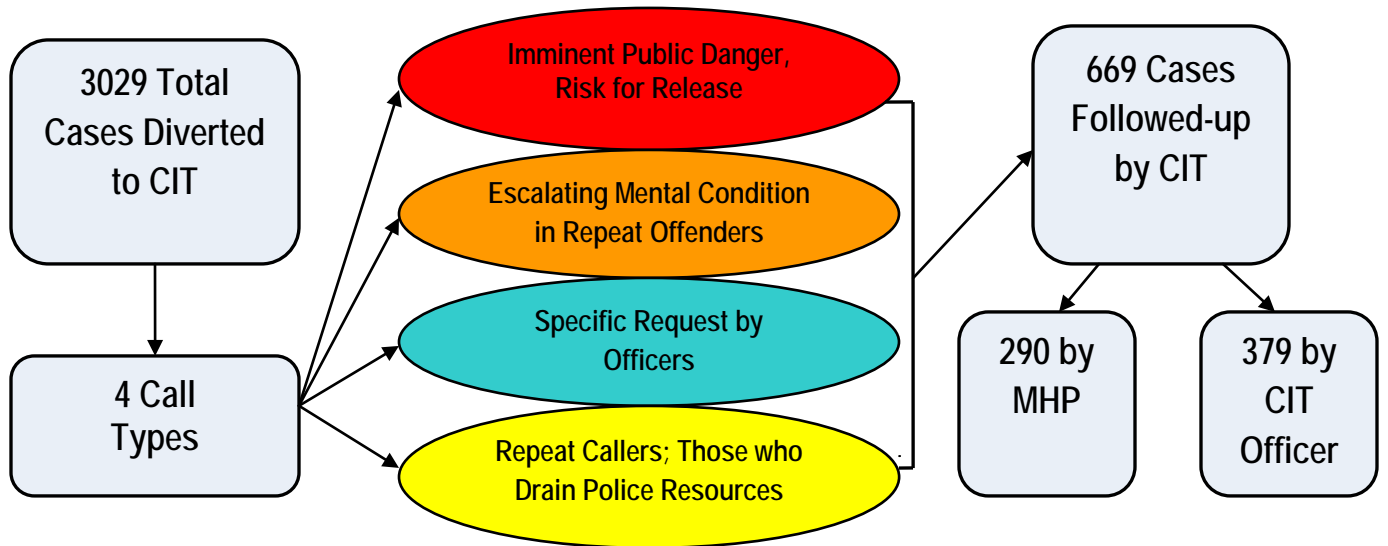 3029 Total
Cases Diverted
to CIT
4 Call
Types
Imminent Public Danger,
Risk for Release
Escalating Mental Condition
in Repeat Offenders
Specific Request by
Officers
Repeat Callers; Those who
Drain Police Resources
669 Cases
Followed-up
by CIT
290 by
MHP
379 by
CIT
Officer